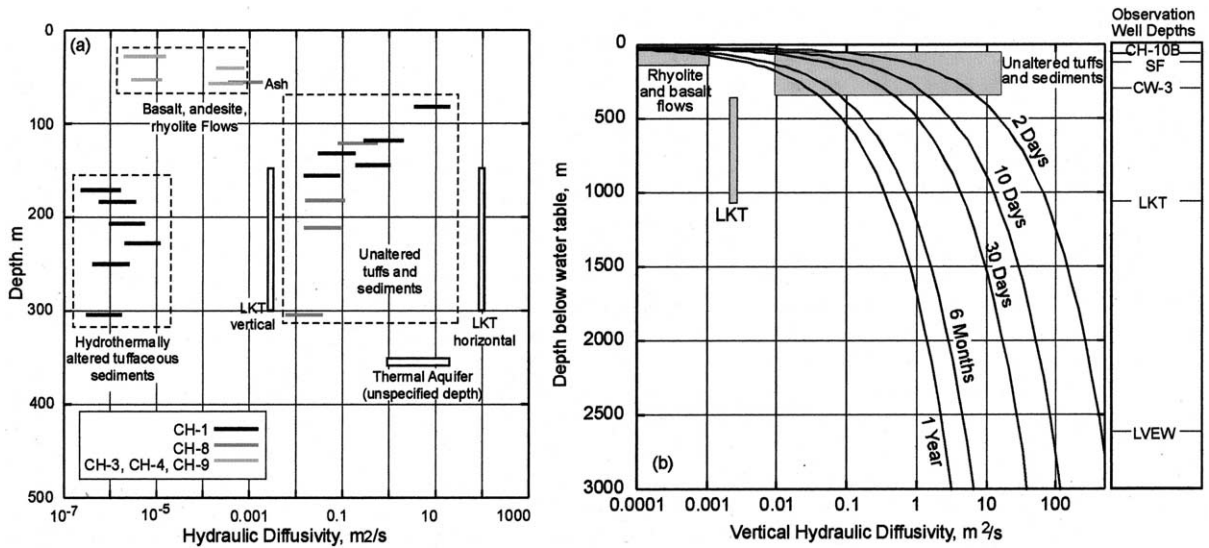 (a)
Ash
Basalt, andesite,
rhyolite Flows
Unaltered
tuffs and
sediments
LKT
vertical
LKT
horizontal
Hydrothermally
altered tuffaceous
sediments
Thermal Aquifer
(unspecified depth)
CH-1
CH-8
CH-3, CH-4, CH-9
Depth. m
0
100
200
300
400
500
10-7
10-5
0.001
0.1
10
1000
Hydraulic Diffusivity, m2/s
Observation
Well Depths
CH-10B
SF
CW-3
LKT
LVEW
Rhyolite
and basalt
flows
Unaltered tuffs
and sediments
LKT
2 Days
10 Days
30 Days
6 Months
1 Year
(b)
Depth below water table, m
0
500
1000
1500
2000
2500
3000
0.0001
0.001
0.01
0.1
1
10
100
Vertical Hydraulic Diffusivity, m2/s